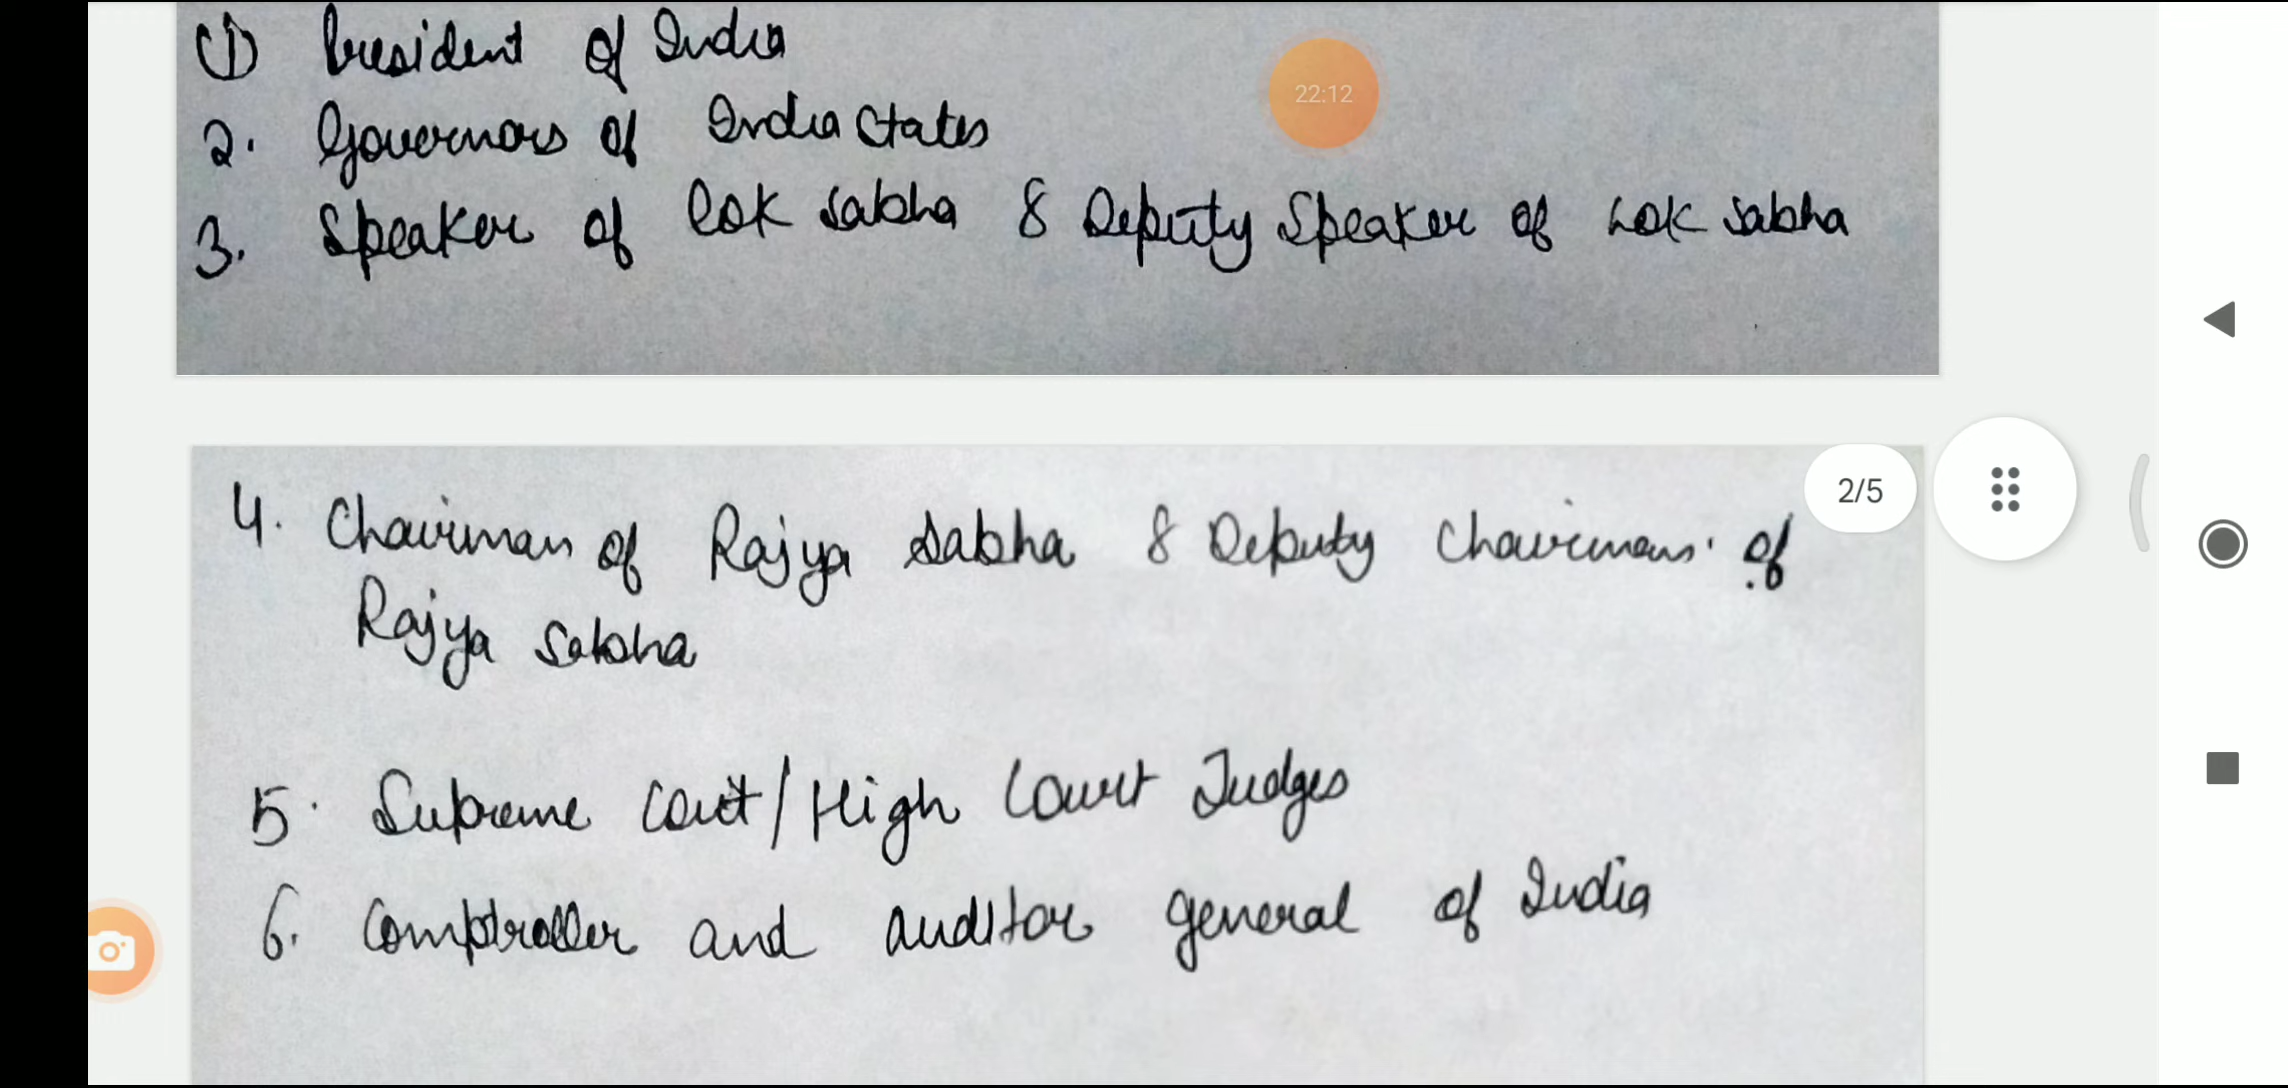 (1) President of India
22:12
2. Governors of India States
3. Speaker of Lok Sabha & Deputy Speaker of Lok Sabha
2/5
4. Chairman of Rajya Sabha & Deputy Chairman. of
Rajya Sabha
5. Supreme Court/High Court Judges
6. Comptroller and auditor general of India